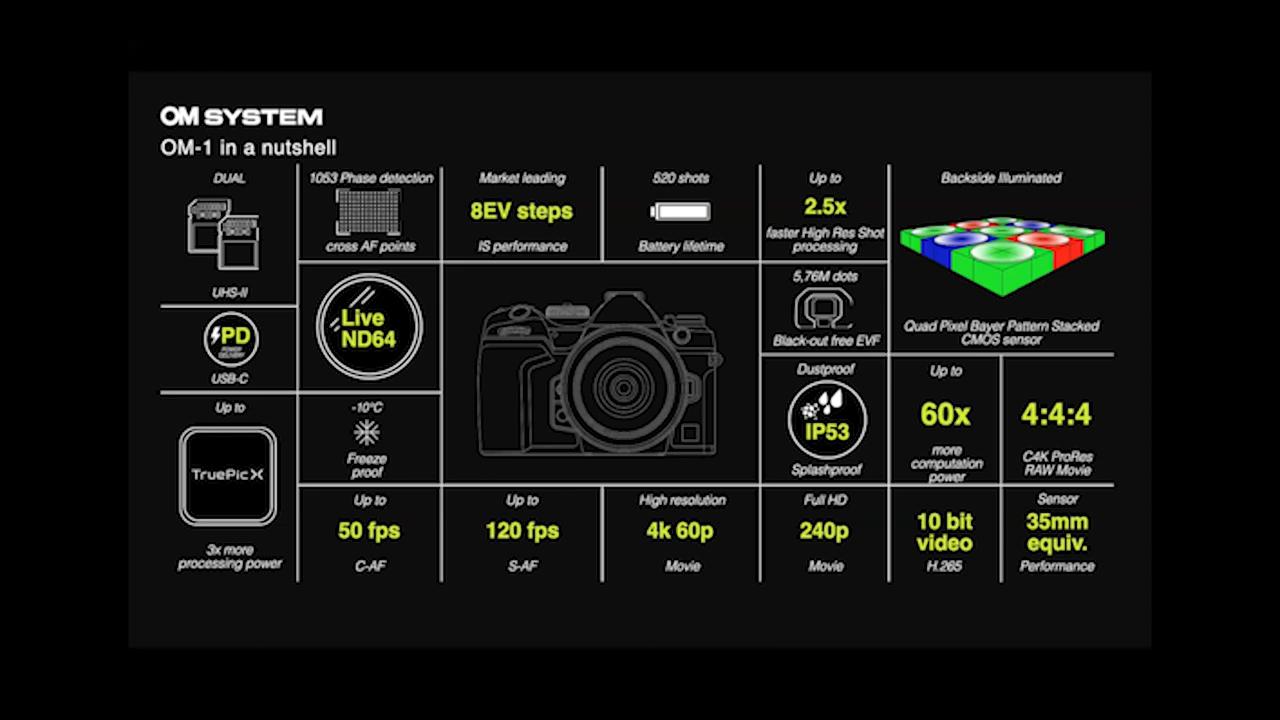 OM SYSTEM
OM-1 in a nutshell
DUAL
UHS-II
PD
POWER
DELIVERY
USB-C
Up to
TruePic X
3x more
processing power
1053 Phase detection
cross AF points
Live
ND64
-10°C
Freeze
proof
Up to
50 fps
C-AF
Market leading
8EV steps
IS performance
520 shots
Battery lifetime
Up to
120 fps
S-AF
High resolution
4k 60p
Movie
Up to
2.5x
faster High Res Shot
processing
5,76M dots
Black-out free EVF
Dustproof
IP53
Splashproof
Full HD
240p
Movie
Backside Illuminated
Quad Pixel Bayer Pattern Stacked
CMOS sensor
Up to
60x
more
computation
power
4:4:4
C4K ProRes
RAW Movie
10 bit
video
H.265
Sensor
35mm
equiv.
Performance